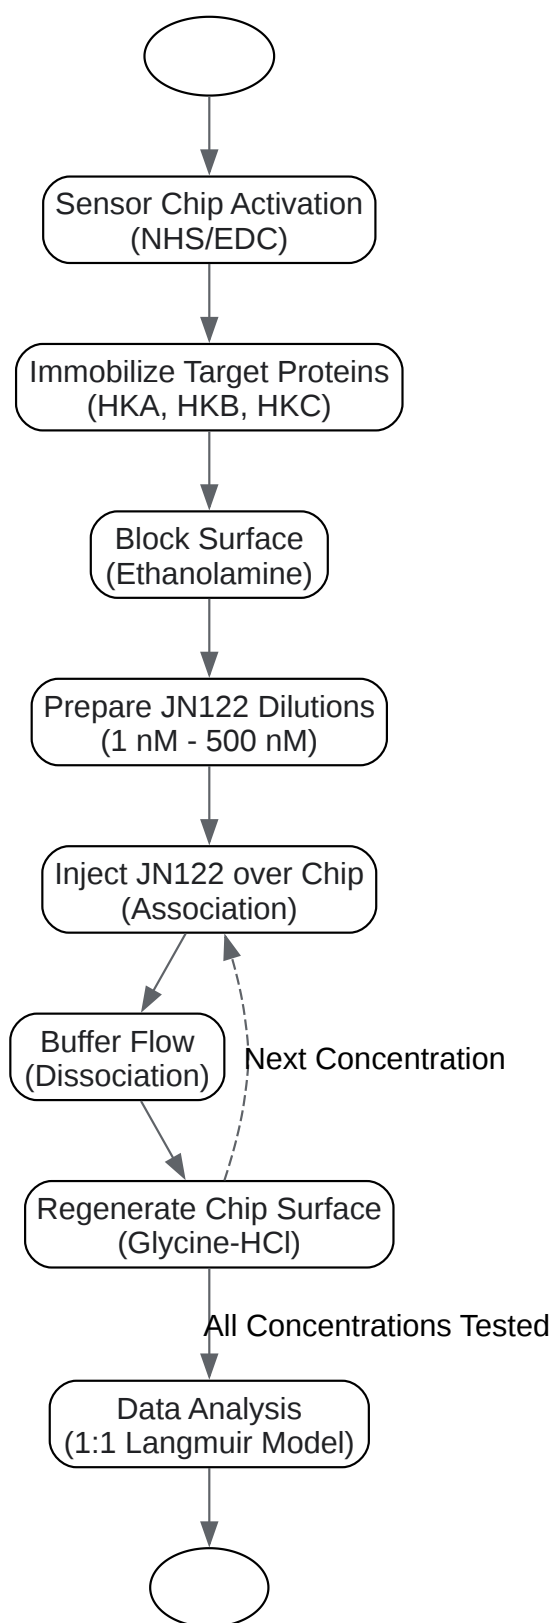 Sensor Chip Activation
(NHS/EDC)
Immobilize Target Proteins
(HKA, HKB, HKC)
Block Surface
(Ethanolamine)
Prepare JN122 Dilutions
(1 nM - 500 nM)
Inject JN122 over Chip
(Association)
Buffer Flow
(Dissociation)
Next Concentration
Regenerate Chip Surface
(Glycine-HCl)
All Concentrations Tested
Data Analysis
(1:1 Langmuir Model)